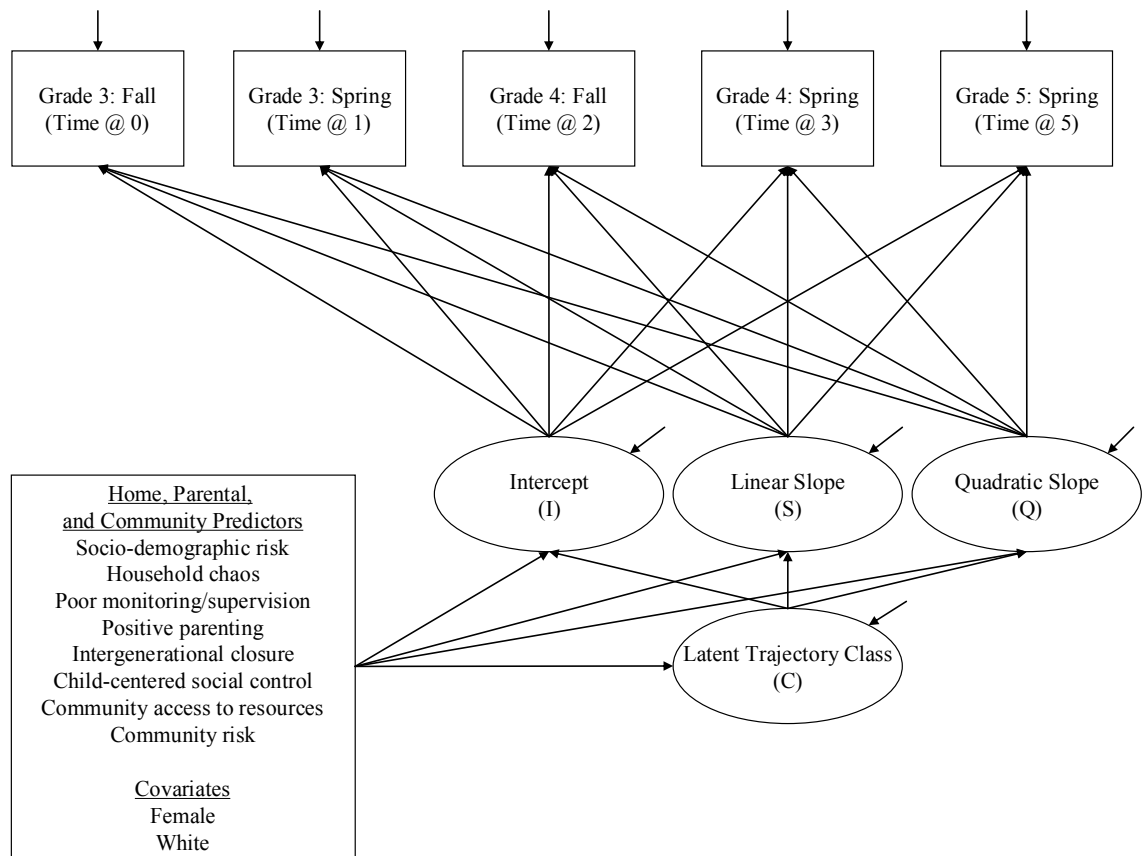 Grade 3: Fall
(Time @ 0)
Grade 3: Spring
(Time @ 1)
Grade 4: Fall
(Time @ 2)
Grade 4: Spring
(Time @ 3)
Grade 5: Spring
(Time @ 5)
Intercept
(I)
Linear Slope
(S)
Quadratic Slope
(Q)
Home, Parental,
and Community Predictors
Socio-demographic risk
Household chaos
Poor monitoring/supervision
Positive parenting
Intergenerational closure
Child-centered social control
Community access to resources
Community risk
Covariates
Female
White
Latent Trajectory Class
(C)